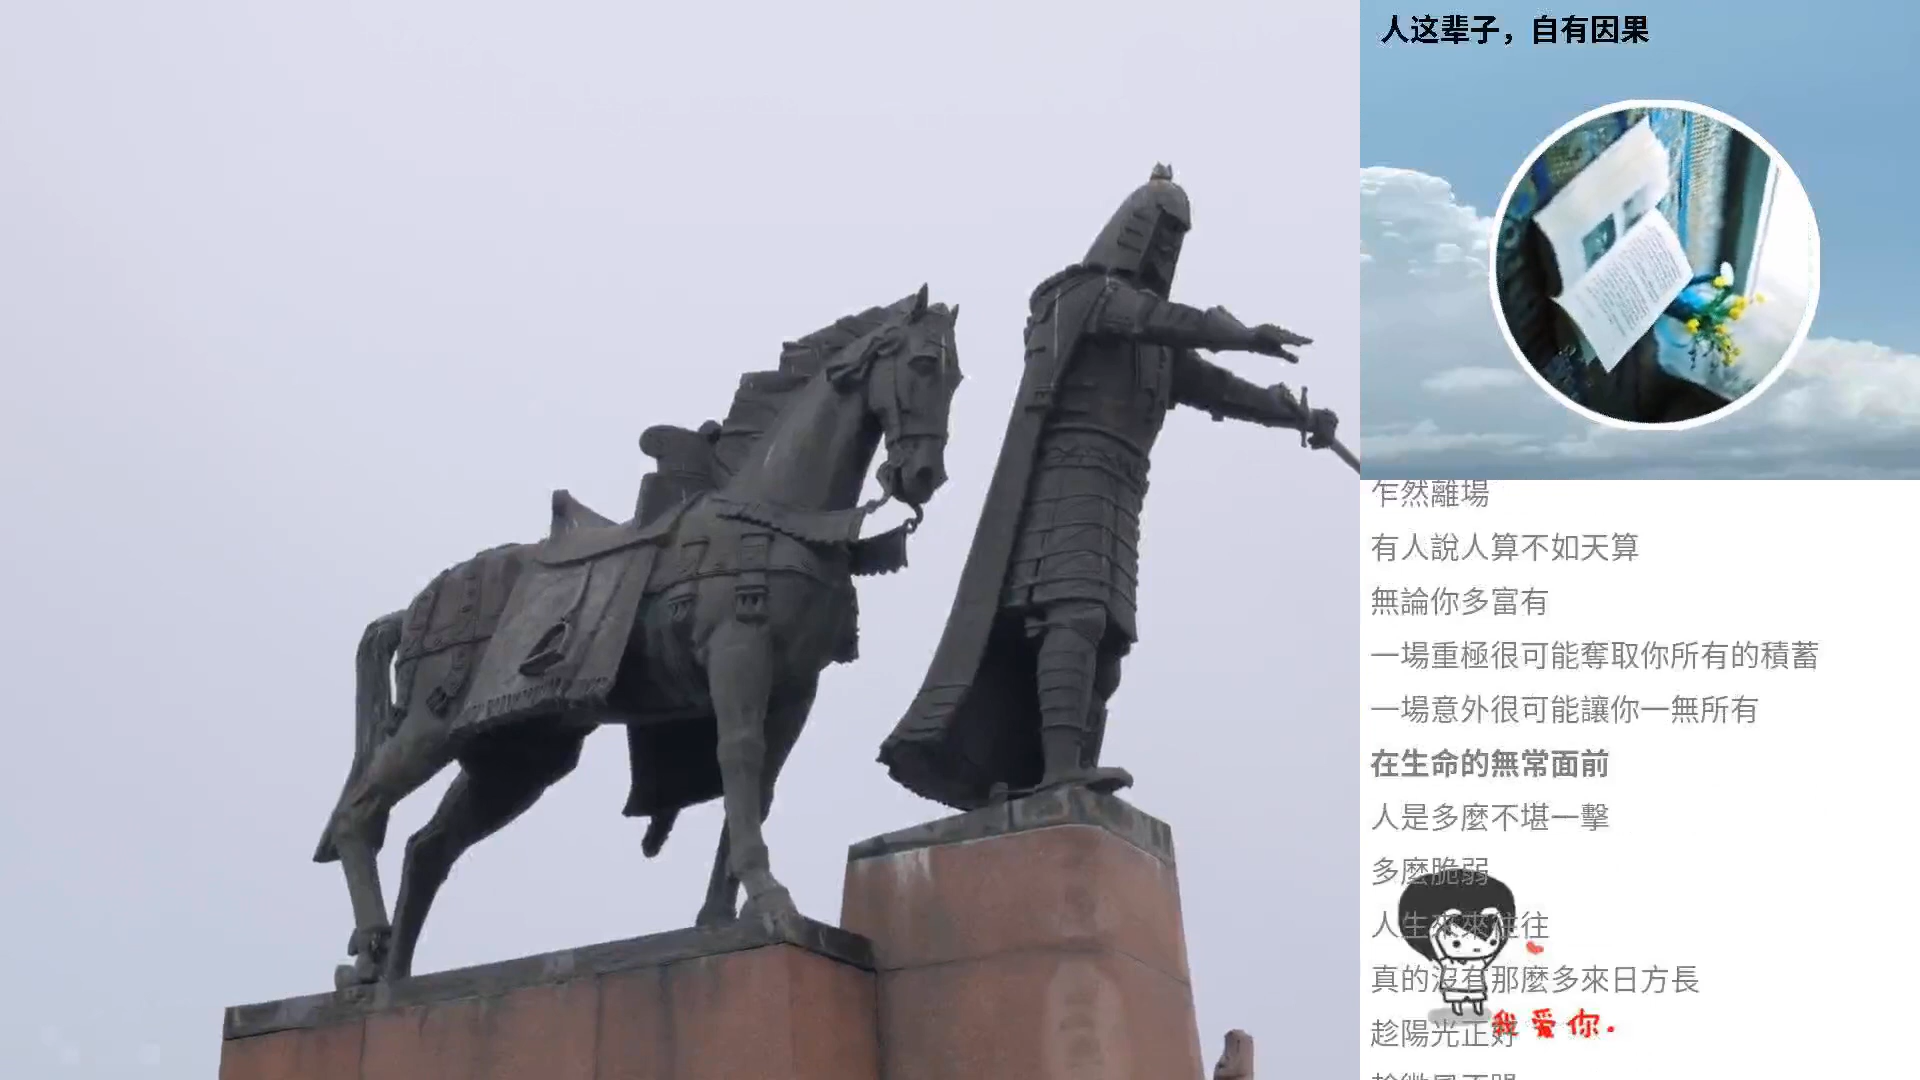 人这辈子，自有因果
乍然離場
有人說人算不如天算
無論你多富有
一場重極很可能奪取你所有的積蓄
一場意外很可能讓你一無所有
在生命的無常面前
人是多麼不堪一擊
多麼脆弱
人生來來往往
真的沒有那麼多來日方長
趁陽光正好
我爱你.